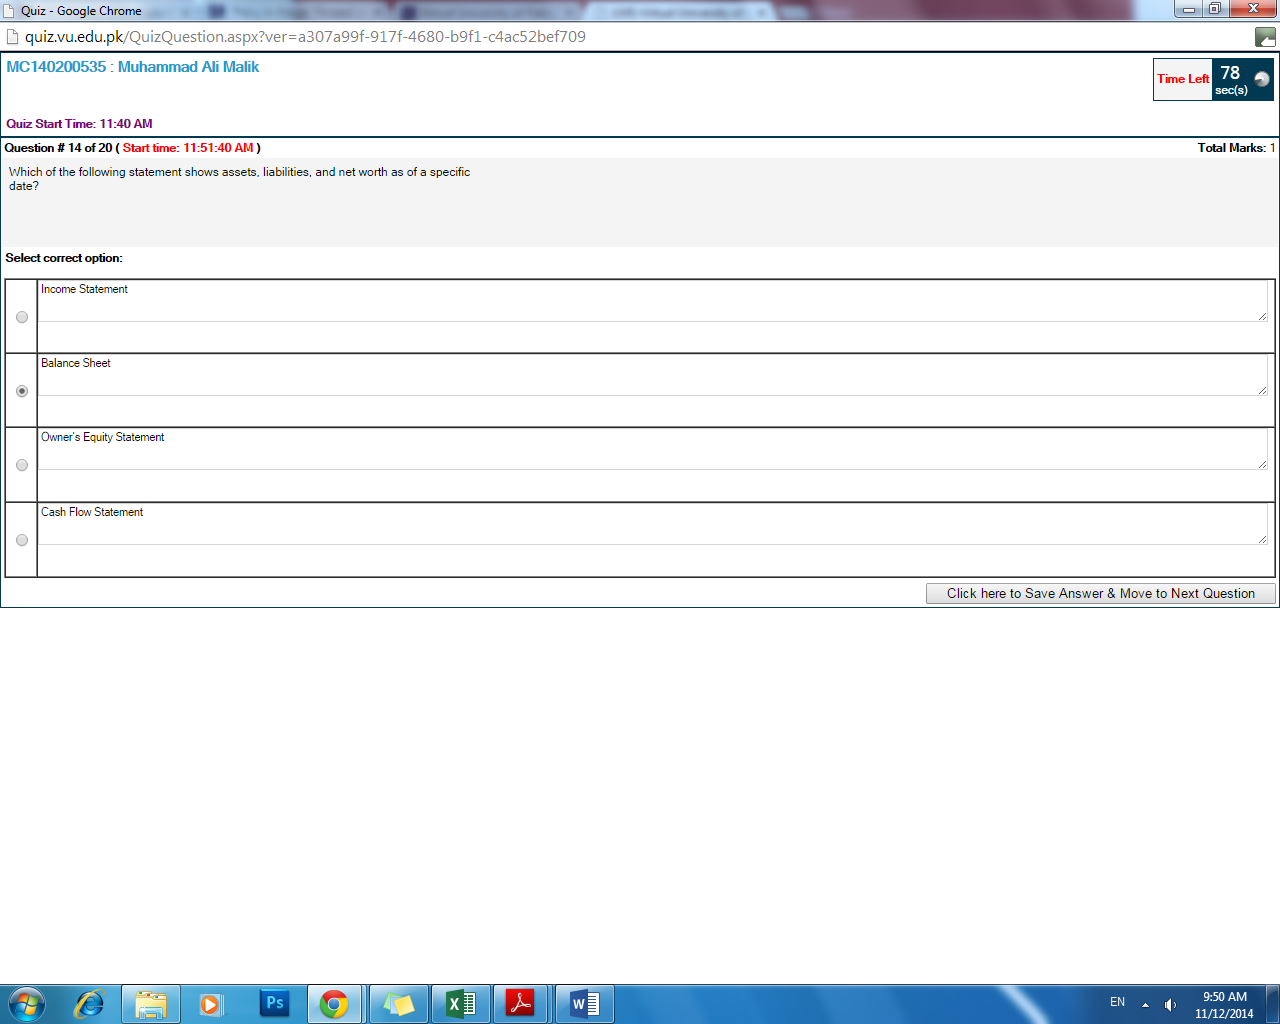 Quiz - Google Chrome
quiz.vu.edu.pk/QuizQuestion.aspx?ver=a307a99f-917f-4680-b9f1-c4ac52bef709
MC140200535 : Muhammad Ali Malik
Time Left 78 sec(s)
Quiz Start Time: 11:40 AM
Question # 14 of 20 ( Start time: 11:51:40 AM )
Total Marks: 1
Which of the following statement shows assets, liabilities, and net worth as of a specific
date?
Select correct option:
Income Statement
Balance Sheet
Owner's Equity Statement
Cash Flow Statement
Click here to Save Answer & Move to Next Question
Ps
EN
9:50 AM
11/12/2014